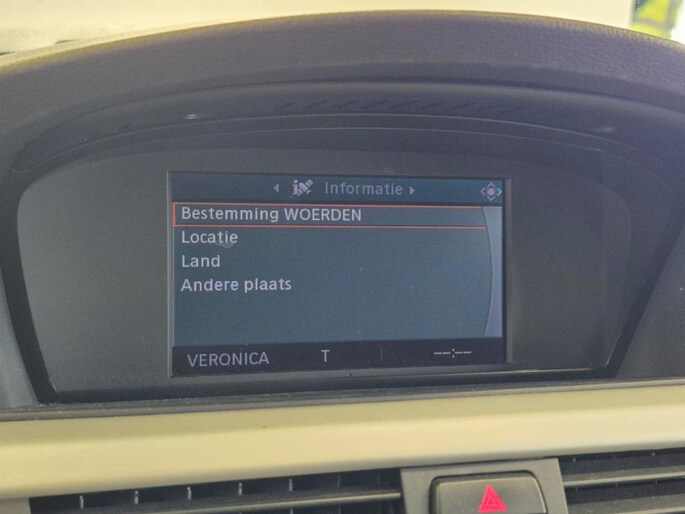 Informatie
Bestemming WOERDEN
Locatie
Land
Andere plaats
VERONICA T --:--